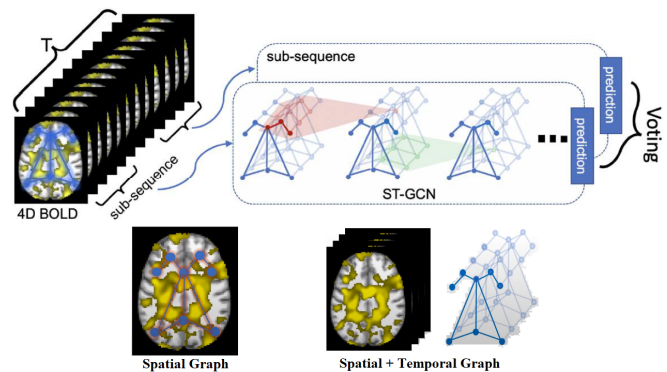 T
sub-sequence
prediction
prediction
Voting
sub-sequence
ST-GCN
4D BOLD
Spatial Graph
Spatial + Temporal Graph